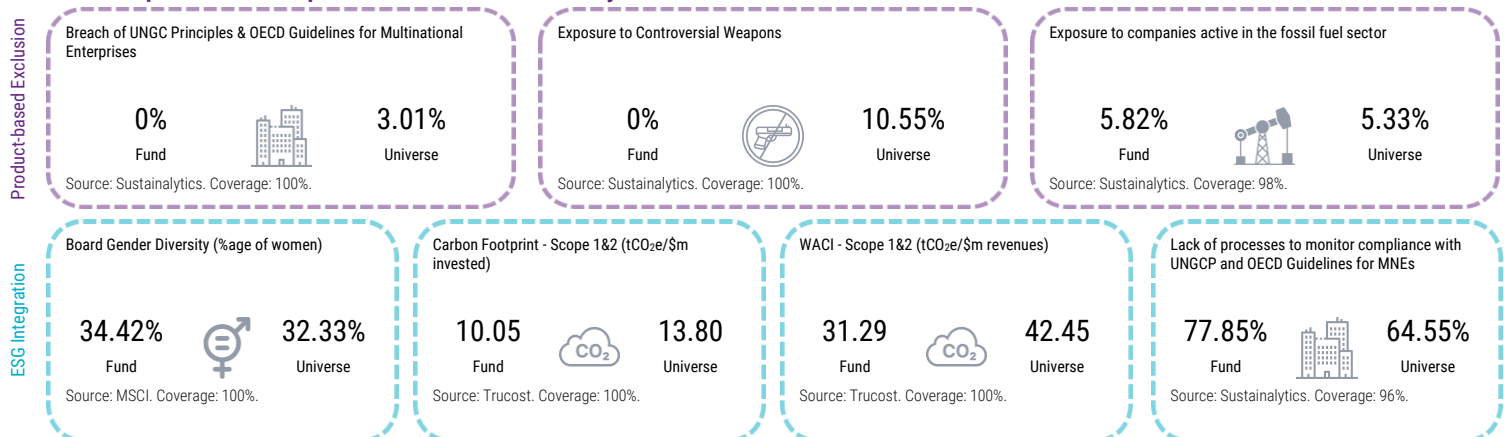 Product-based Exclusion
Breach of UNGC Principles & OECD Guidelines for Multinational
Enterprises
0%
Fund
3.01%
Universe
Source: Sustainalytics. Coverage: 100%.
Exposure to Controversial Weapons
0%
Fund
10.55%
Universe
Source: Sustainalytics. Coverage: 100%.
Exposure to companies active in the fossil fuel sector
5.82%
Fund
5.33%
Universe
Source: Sustainalytics. Coverage: 98%.
ESG Integration
Board Gender Diversity (%age of women)
34.42%
Fund
32.33%
Universe
Source: MSCI. Coverage: 100%.
Carbon Footprint - Scope 1&2 (tCO₂e/$m
invested)
10.05
Fund
CO₂
13.80
Universe
Source: Trucost. Coverage: 100%.
WACI - Scope 1&2 (tCO₂e/$m revenues)
31.29
Fund
CO₂
42.45
Universe
Source: Trucost. Coverage: 100%.
Lack of processes to monitor compliance with
UNGCP and OECD Guidelines for MNEs
77.85%
Fund
64.55%
Universe
Source: Sustainalytics. Coverage: 96%.